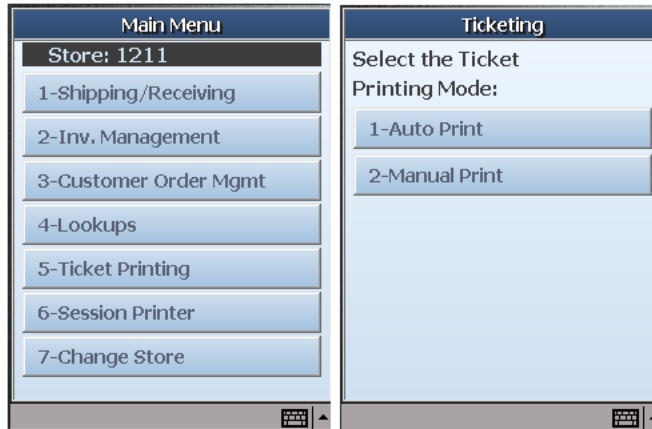 Main Menu
Store: 1211
1-Shipping/Receiving
2-Inv. Management
3-Customer Order Mgmt
4-Lookups
5-Ticket Printing
6-Session Printer
7-Change Store
Ticketing
Select the Ticket
Printing Mode:
1-Auto Print
2-Manual Print